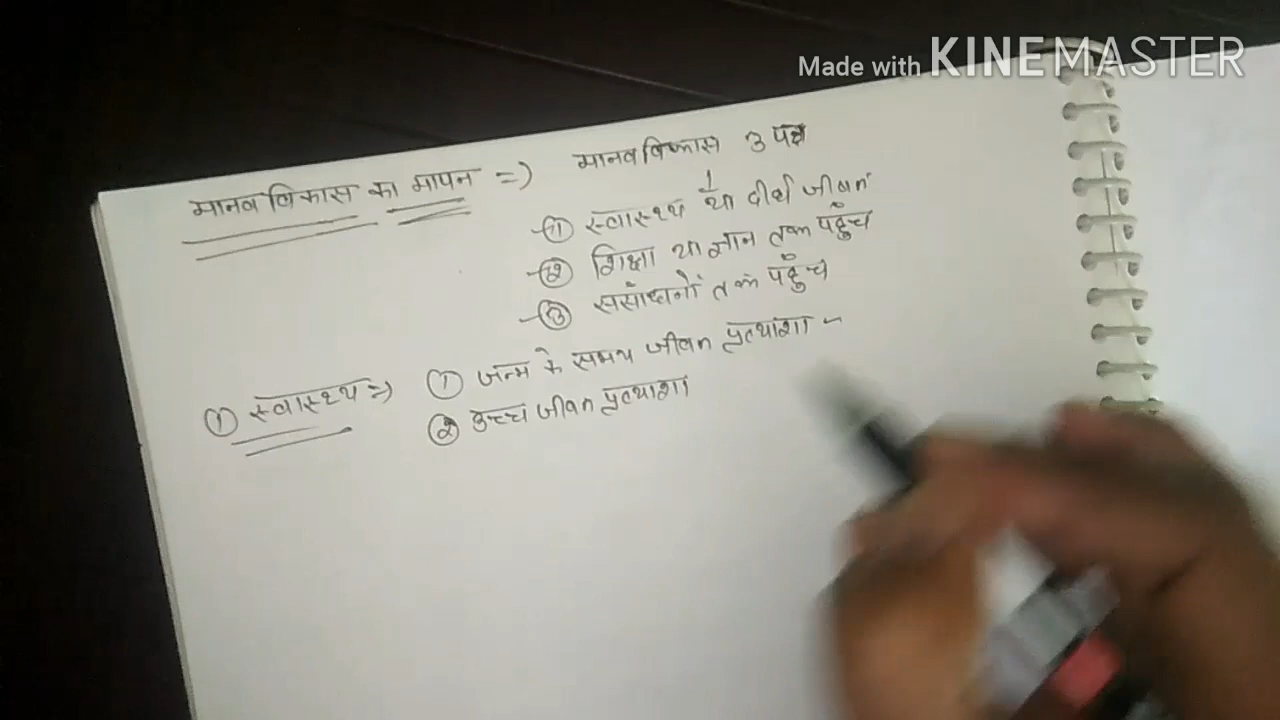 Made with KINEMASTER
मानव विकास का मापन => मानव विकास 3 पक्ष
① स्वास्थ्य या दीर्घ जीवन
② शिक्षा या ज्ञान तक पहुँच
③ संसाधनों तक पहुँच
① स्वास्थ्य => ① जन्म के समय जीवन प्रत्याशा -
② उच्च जीवन प्रत्याशा